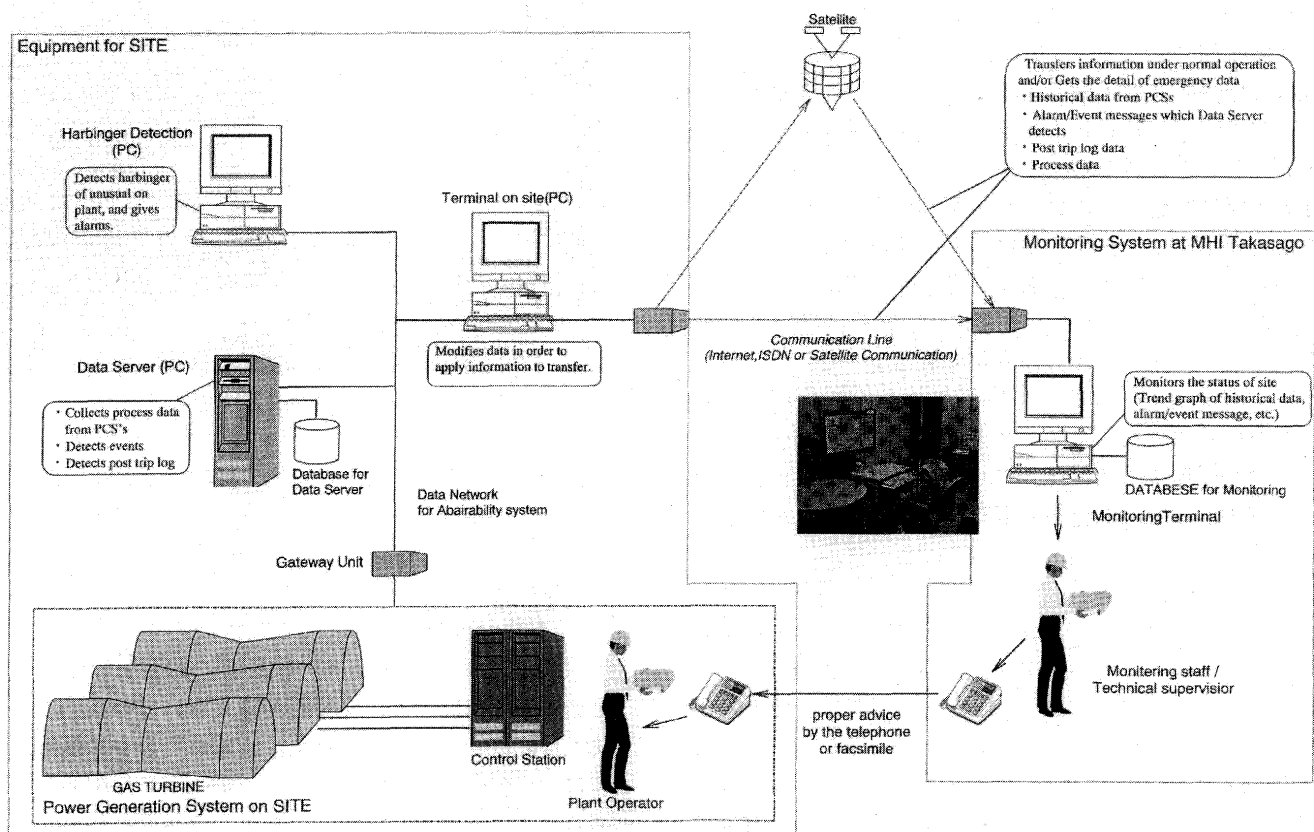 Satellite
Equipment for SITE
Transfers information under normal operation
and/or Gets the detail of emergency data
・Historical data from PCSs
・Alarm/Event messages which Data Server
detects
・Post trip log data
・Process data
Harbinger Detection
(PC)
Detects harbinger
of unusual on
plant, and gives
alarms.
Terminal on site(PC)
Modifies data in order to
apply information to transfer.
Monitoring System at MHI Takasago
Communication Line
(Internet,ISDN or Satellite Communication)
Data Server (PC)
・Collects process data
from PCS's
・Detects events
・Detects post trip log
Database for
Data Server
Monitors the status of site
(Trend graph of historical data,
alarm/event message, etc.)
DATABESE for Monitoring
MonitoringTerminal
Data Network
for Abairability system
Gateway Unit
Monitering staff /
Technical supervisior
proper advice
by the telephone
or facsimile
GAS TURBINE
Control Station
Plant Operator
Power Generation System on SITE